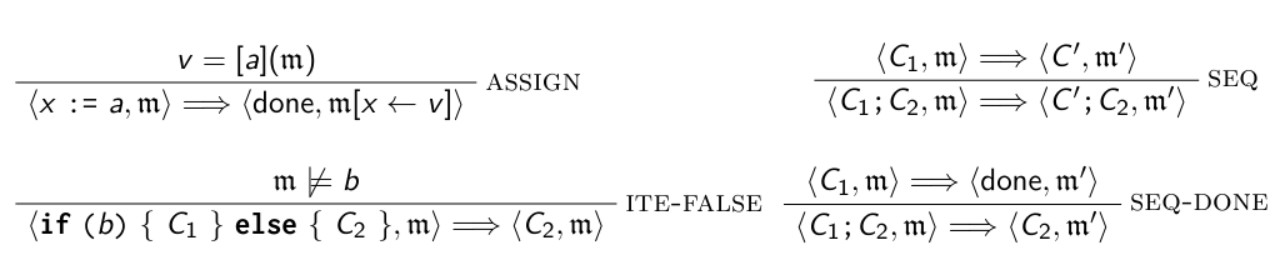 v = [a](𝔪)
⟨x := a, 𝔪⟩ ⟹ ⟨done, 𝔪[x ← v]⟩ ASSIGN
⟨C₁, 𝔪⟩ ⟹ ⟨C′, 𝔪′⟩
⟨C₁; C₂, 𝔪⟩ ⟹ ⟨C′; C₂, 𝔪′⟩ SEQ
𝔪 ⊭ b
⟨if (b) { C₁ } else { C₂ }, 𝔪⟩ ⟹ ⟨C₂, 𝔪⟩ ITE-FALSE
⟨C₁, 𝔪⟩ ⟹ ⟨done, 𝔪′⟩
⟨C₁; C₂, 𝔪⟩ ⟹ ⟨C₂, 𝔪′⟩ SEQ-DONE